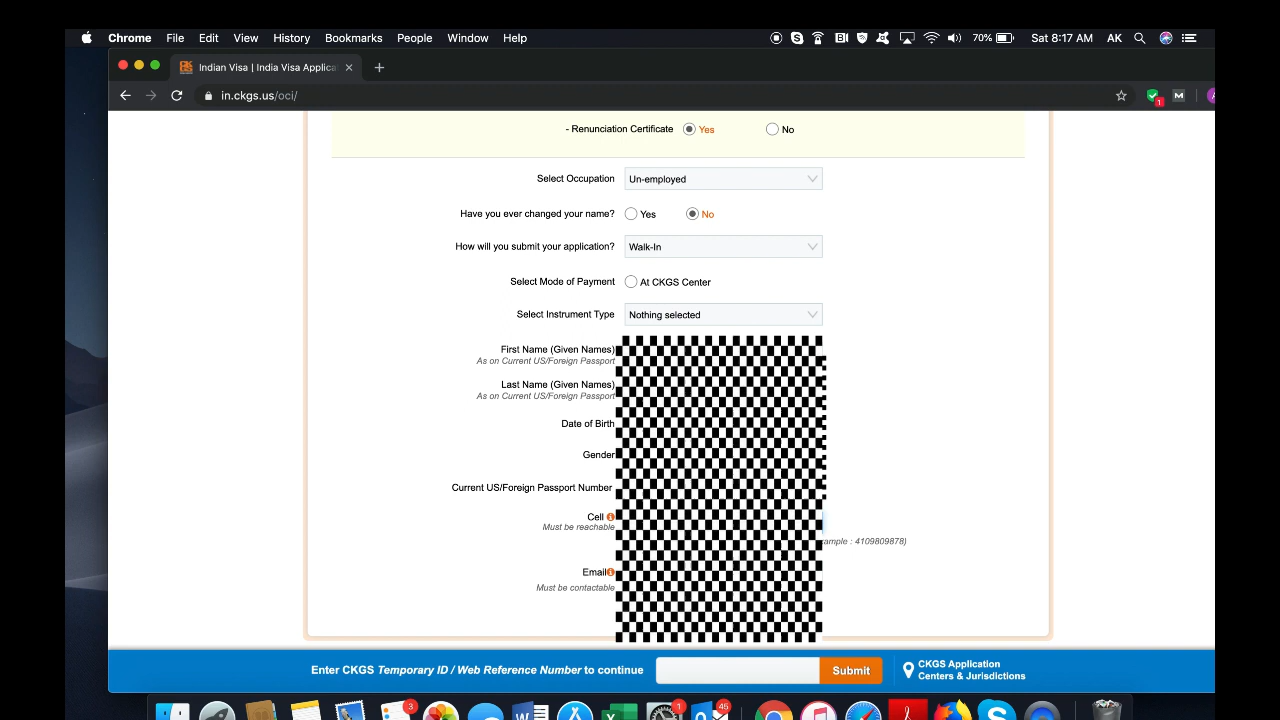 Chrome File Edit View History Bookmarks People Window Help 70% Sat 8:17 AM AK
Indian Visa | India Visa Applica
in.ckgs.us/oci/
1
- Renunciation Certificate Yes No
Select Occupation Un-employed
Have you ever changed your name? Yes No
How will you submit your application? Walk-In
Select Mode of Payment At CKGS Center
Select Instrument Type Nothing selected
First Name (Given Names)
As on Current US/Foreign Passport
Last Name (Given Names)
As on Current US/Foreign Passport
Date of Birth
Gender
Current US/Foreign Passport Number
Cell
Must be reachable
ample : 4109809878)
Email
Must be contactable
Enter CKGS Temporary ID / Web Reference Number to continue Submit
CKGS Application
Centers & Jurisdictions
3 1 45